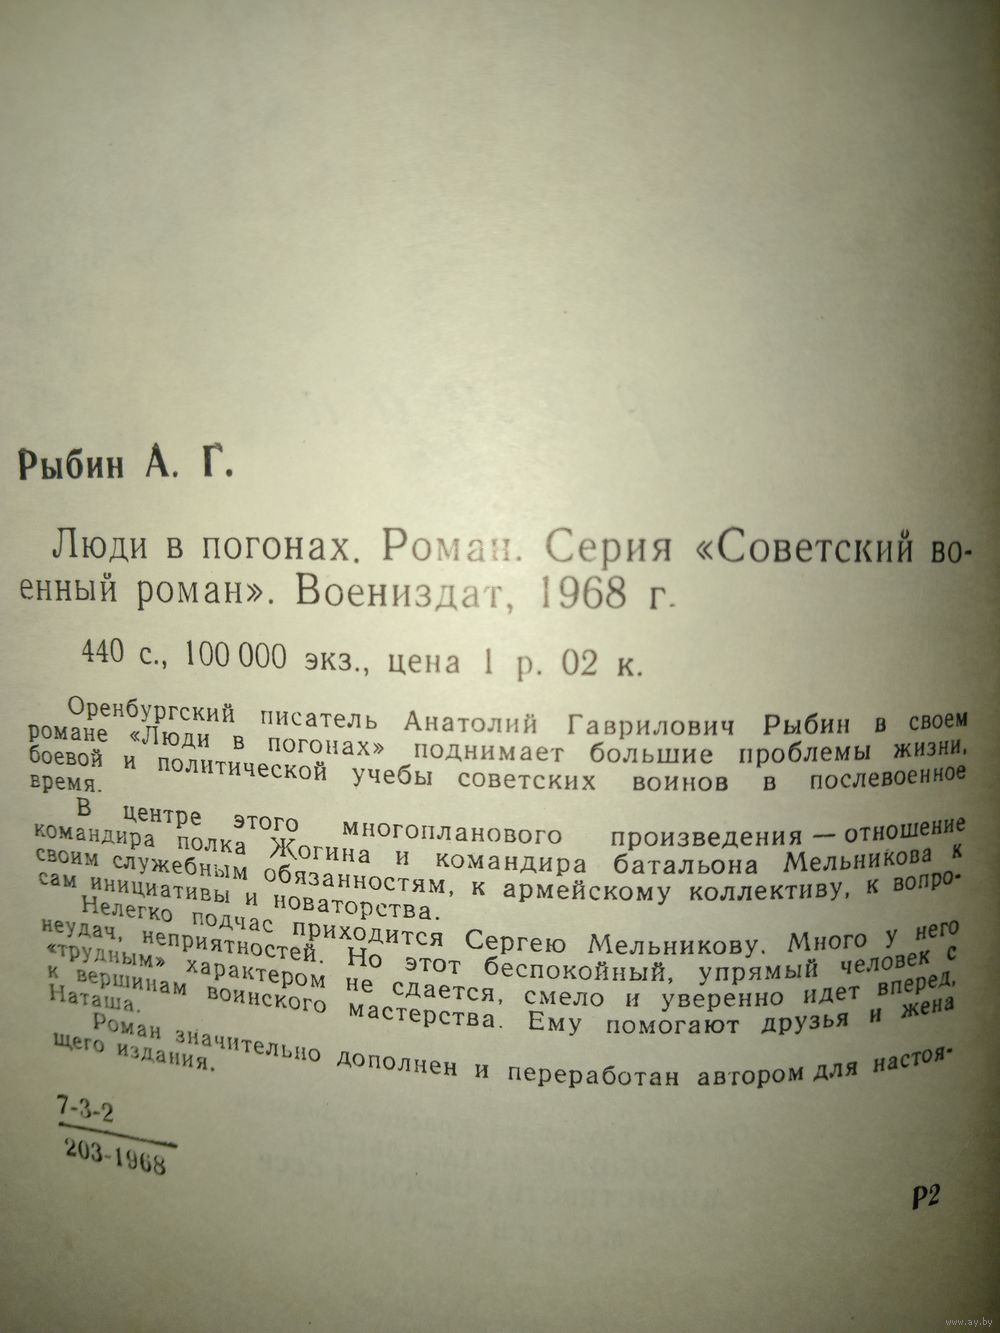 Рыбин А. Г.
Люди в погонах. Роман. Серия «Советский во-
енный роман». Воениздат, 1968 г.
440 с., 100 000 экз., цена 1 р. 02 к.
Оренбургский писатель Анатолий Гаврилович Рыбин в своем
романе «Люди в погонах» поднимает большие проблемы жизни,
боевой и политической учебы советских воинов в послевоенное
время.
В центре этого многопланового произведения — отношение
командира полка Жогина и командира батальона Мельникова к
своим служебным обязанностям, к армейскому коллективу, к вопро-
сам инициативы и новаторства.
Нелегко подчас приходится Сергею Мельникову. Много у него
неудач, неприятностей. Но этот беспокойный, упрямый человек с
«трудным» характером не сдается, смело и уверенно идет вперед,
к вершинам воинского мастерства. Ему помогают друзья и жена
Наташа.
Роман значительно дополнен и переработан автором для настоя-
щего издания.
7-3-2
203-1968
Р2
www.ay.by